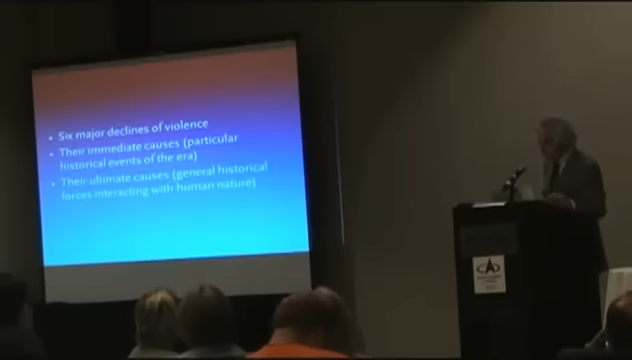 • Six major declines of violence
• Their immediate causes (particular
historical events of the era)
• Their ultimate causes (general historical
forces interacting with human nature)